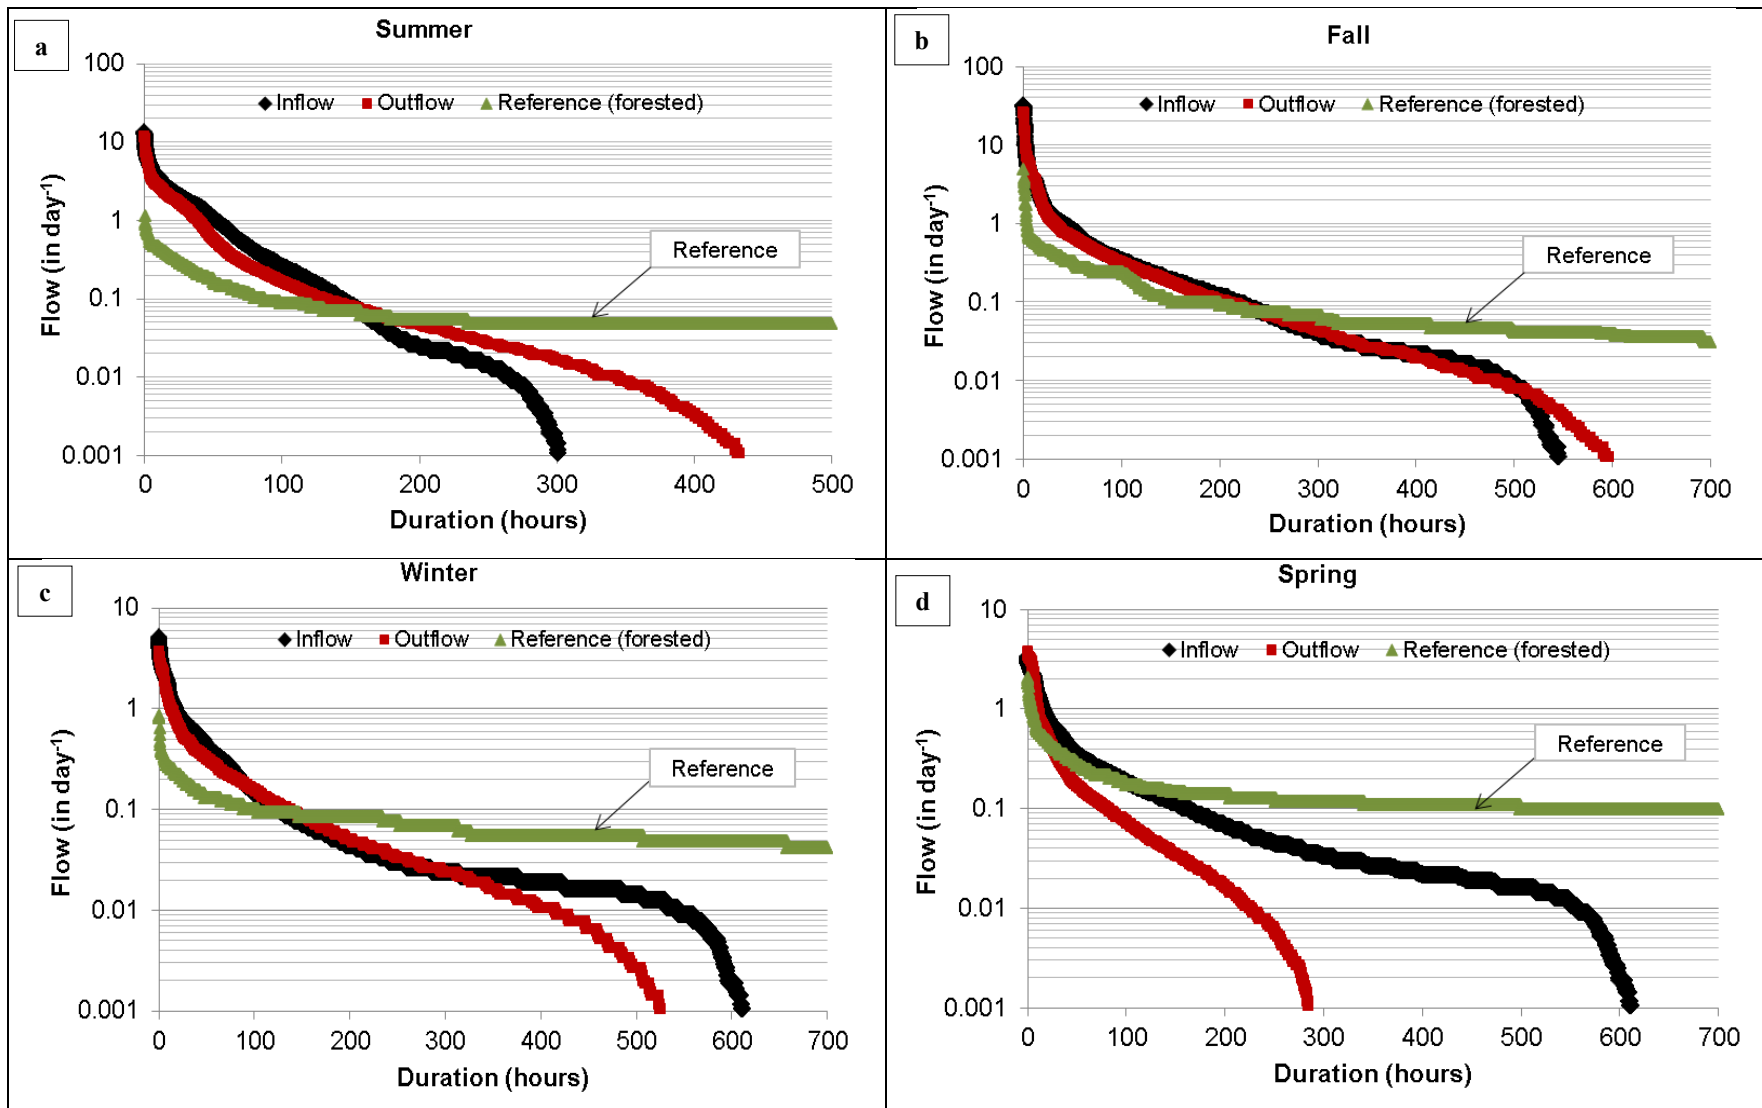 a
Summer
100
10
1
0.1
0.01
0.001
Flow (in day-1)
Inflow Outflow Reference (forested)
Reference
0 100 200 300 400 500
Duration (hours)
b
Fall
100
10
1
0.1
0.01
0.001
Flow (in day-1)
Inflow Outflow Reference (forested)
Reference
0 100 200 300 400 500 600 700
Duration (hours)
c
Winter
10
1
0.1
0.01
0.001
Flow (in day-1)
Inflow Outflow Reference (forested)
Reference
0 100 200 300 400 500 600 700
Duration (hours)
d
Spring
10
1
0.1
0.01
0.001
Flow (in day-1)
Inflow Outflow Reference (forested)
Reference
0 100 200 300 400 500 600 700
Duration (hours)